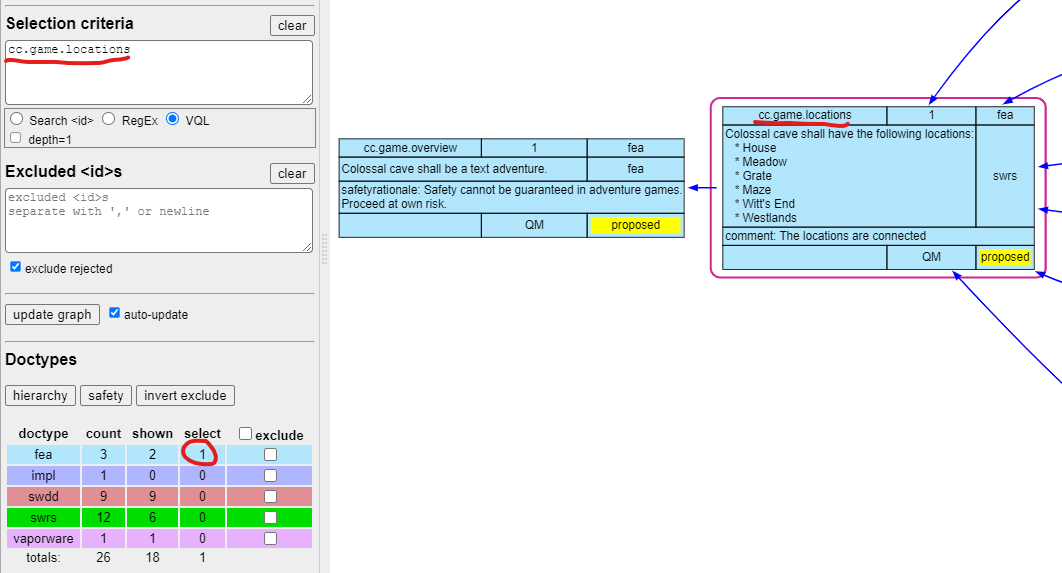 Selection criteria clear
cc.game.locations
Search <id> RegEx VQL
depth=1
Excluded <id>s clear
excluded <id>s
separate with ',' or newline
exclude rejected
update graph auto-update
Doctypes
hierarchy safety invert exclude
doctype count shown select exclude
fea 3 2 1
impl 1 0 0
swdd 9 9 0
swrs 12 6 0
vaporware 1 1 0
totals: 26 18 1
cc.game.overview 1 fea
Colossal cave shall be a text adventure. fea
safetyrationale: Safety cannot be guaranteed in adventure games.
Proceed at own risk.
QM proposed
cc.game.locations 1 fea
Colossal cave shall have the following locations:
* House
* Meadow
* Grate
swrs
* Maze
* Witt's End
* Westlands
comment: The locations are connected
QM proposed